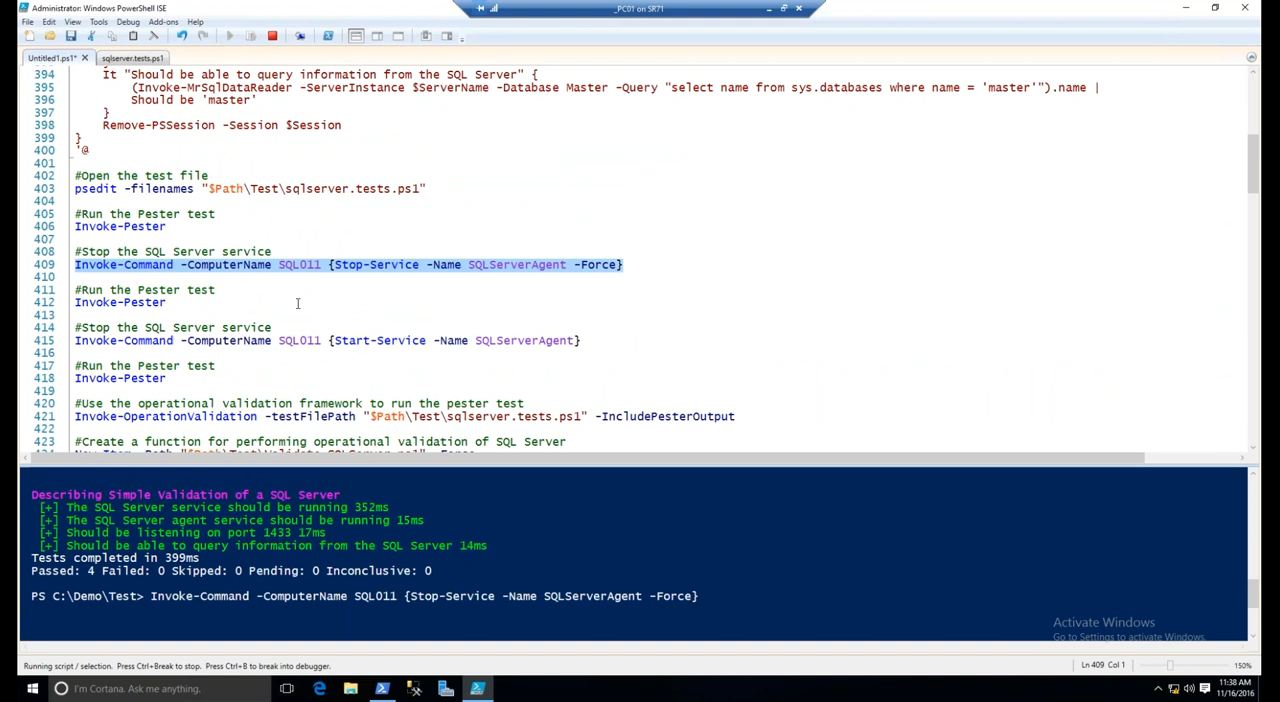 Administrator: Windows PowerShell ISE
_PC01 on SR71
File Edit View Tools Debug Add-ons Help
Untitled1.ps1* X sqlserver.tests.ps1
394 It "Should be able to query information from the SQL Server" {
395 (Invoke-MrSqlDataReader -ServerInstance $ServerName -Database Master -Query "select name from sys.databases where name = 'master'").name |
396 Should be 'master'
397 }
398 Remove-PSSession -Session $Session
399 }
400 '@
401
402 #Open the test file
403 psedit -filenames "$Path\Test\sqlserver.tests.ps1"
404
405 #Run the Pester test
406 Invoke-Pester
407
408 #Stop the SQL Server service
409 Invoke-Command -ComputerName SQL011 {Stop-Service -Name SQLServerAgent -Force}
410
411 #Run the Pester test
412 Invoke-Pester
413
414 #Stop the SQL Server service
415 Invoke-Command -ComputerName SQL011 {Start-Service -Name SQLServerAgent}
416
417 #Run the Pester test
418 Invoke-Pester
419
420 #Use the operational validation framework to run the pester test
421 Invoke-OperationValidation -testFilePath "$Path\Test\sqlserver.tests.ps1" -IncludePesterOutput
422
423 #Create a function for performing operational validation of SQL Server
Describing Simple Validation of a SQL Server
[+] The SQL Server service should be running 352ms
[+] The SQL Server agent service should be running 15ms
[+] Should be listening on port 1433 17ms
[+] Should be able to query information from the SQL Server 14ms
Tests completed in 399ms
Passed: 4 Failed: 0 Skipped: 0 Pending: 0 Inconclusive: 0
PS C:\Demo\Test> Invoke-Command -ComputerName SQL011 {Stop-Service -Name SQLServerAgent -Force}
Activate Windows
Go to Settings to activate Windows.
Running script / selection. Press Ctrl+Break to stop. Press Ctrl+B to break into debugger.
Ln 409 Col 1
150%
I'm Cortana. Ask me anything.
11:38 AM
11/16/2016